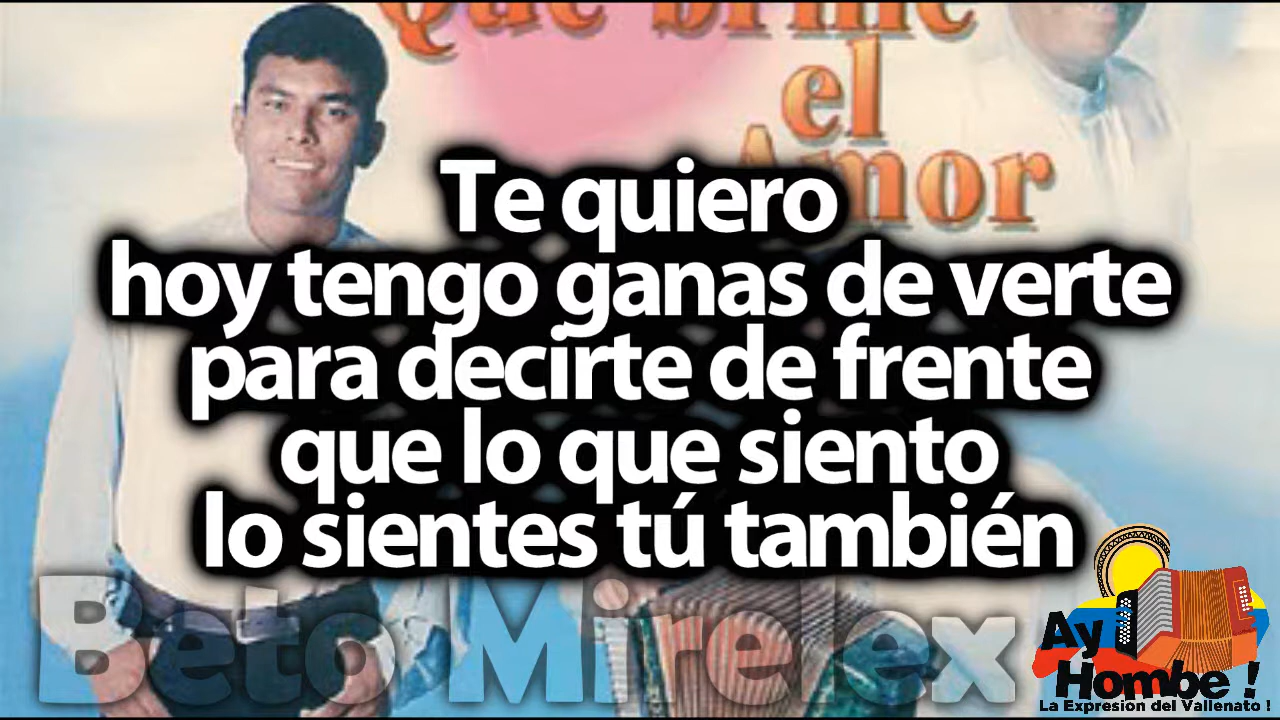 Que brille
el
Amor
Te quiero
hoy tengo ganas de verte
para decirte de frente
que lo que siento
lo sientes tú también
Beto Mirelex
Ay
Hombe !
La Expresion del Vallenato !